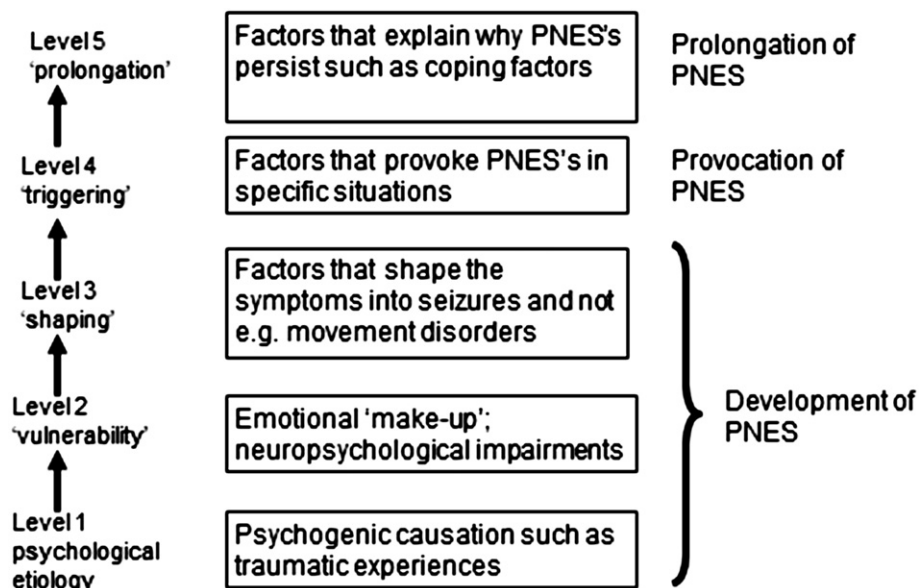 Level 5
'prolongation'
Factors that explain why PNES's
persist such as coping factors
Prolongation of
PNES
Level 4
'triggering'
Factors that provoke PNES's in
specific situations
Provocation of
PNES
Level 3
'shaping'
Factors that shape the
symptoms into seizures and not
e.g. movement disorders
Level 2
'vulnerability'
Emotional 'make-up';
neuropsychological impairments
Development of
PNES
Level 1
psychological
etiology
Psychogenic causation such as
traumatic experiences